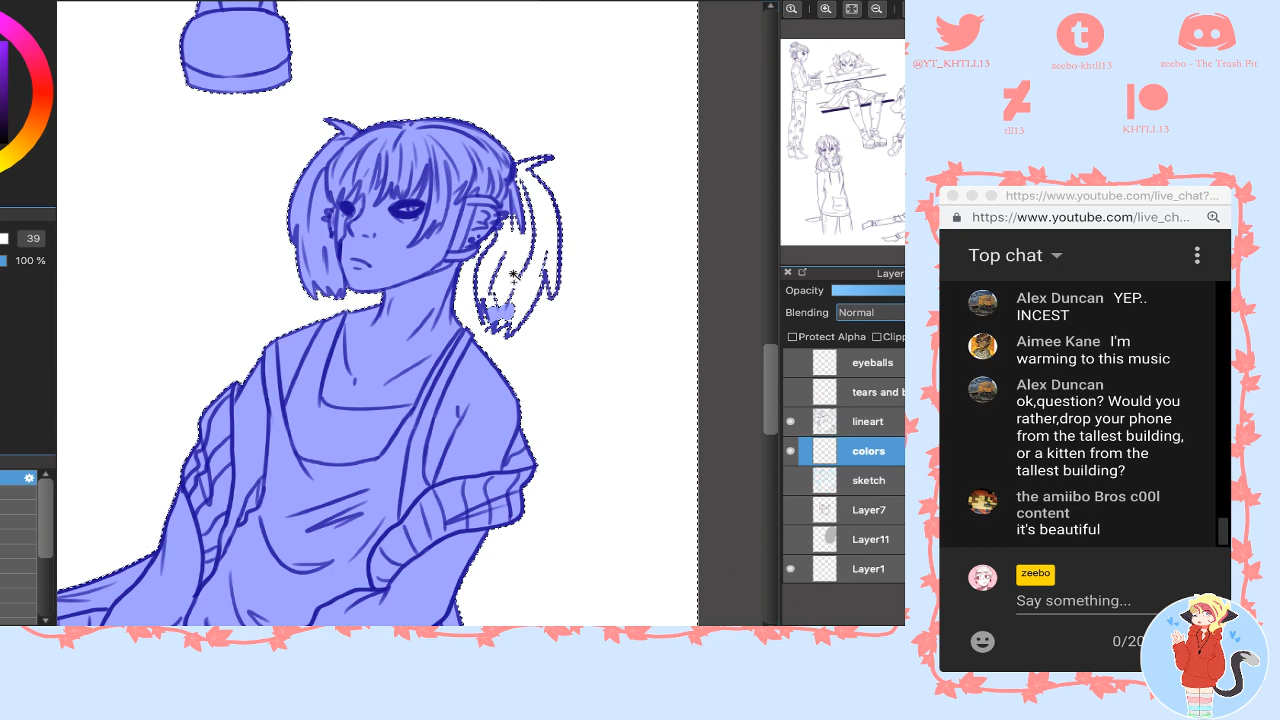 39
100 %
Layer
Opacity
Blending Normal
Protect Alpha Clipp
eyeballs
tears and b
lineart
colors
sketch
Layer7
Layer11
Layer1
@YT_KHTLL13
zeebo-khtll13
zeebo - The Trash Pit
tll13
KHTLL13
https://www.youtube.com/live_chat?...
https://www.youtube.com/live_ch...
Top chat
Alex Duncan YEP..
INCEST
Aimee Kane I'm
warming to this music
Alex Duncan
ok,question? Would you
rather,drop your phone
from the tallest building,
or a kitten from the
tallest building?
the amiibo Bros c00l
content
it's beautiful
zeebo
Say something...
0/20